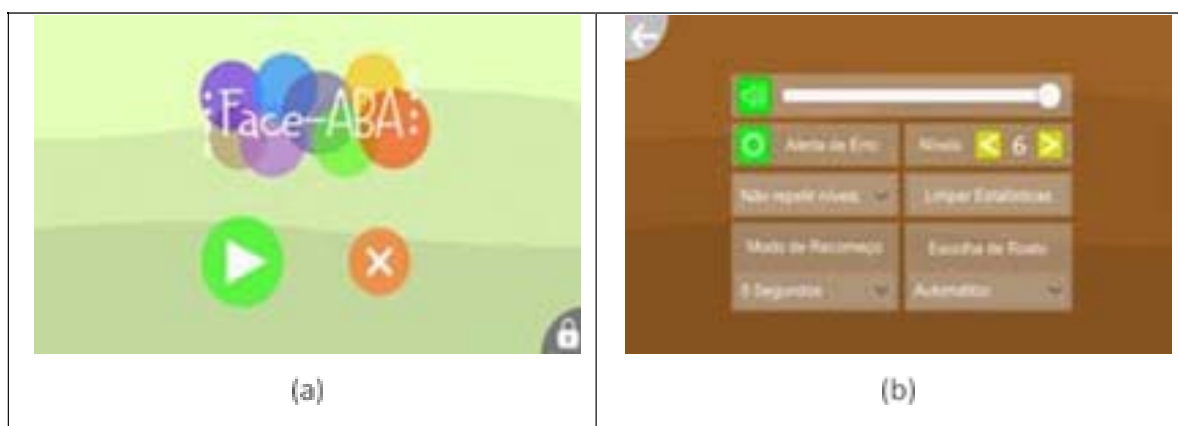 Face-ABA
(a)
Alerta de Erro
Níveis < 6 >
Não repetir níveis
Limpar Estatísticas
Modo de Recomeço
Escolha de Rosto
Segundos
Automático
(b)